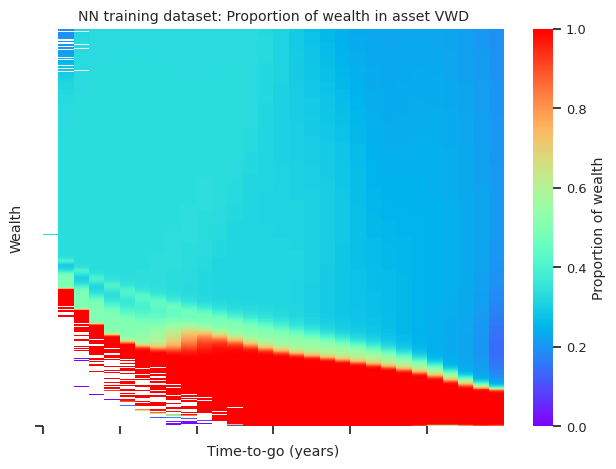 NN training dataset: Proportion of wealth in asset VWD
Wealth
Time-to-go (years)
1.0
0.8
0.6
0.4
0.2
0.0
Proportion of wealth